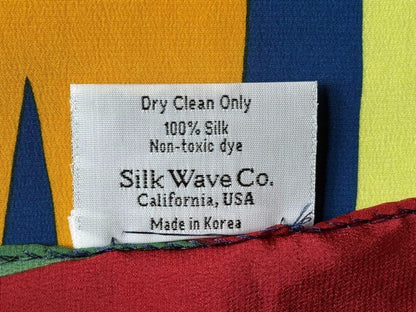 Dry Clean Only
100% Silk
Non-toxic dye
Silk Wave Co.
California, USA
Made in Korea